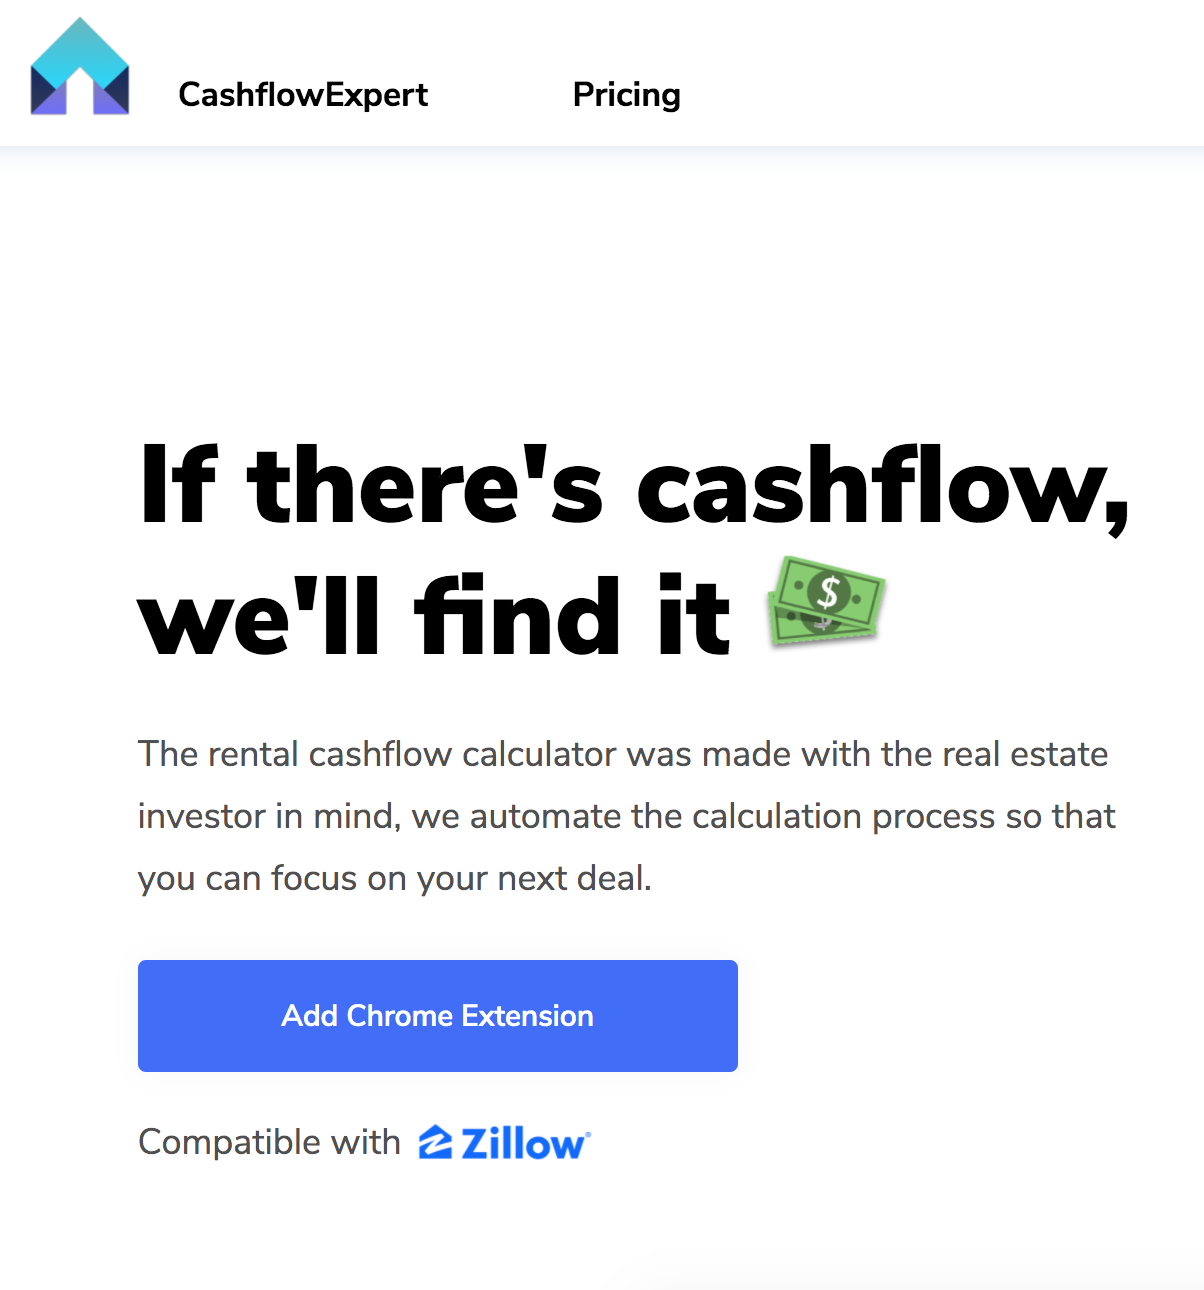 CashflowExpert Pricing
If there's cashflow,
we'll find it
The rental cashflow calculator was made with the real estate
investor in mind, we automate the calculation process so that
you can focus on your next deal.
Add Chrome Extension
Compatible with Zillow